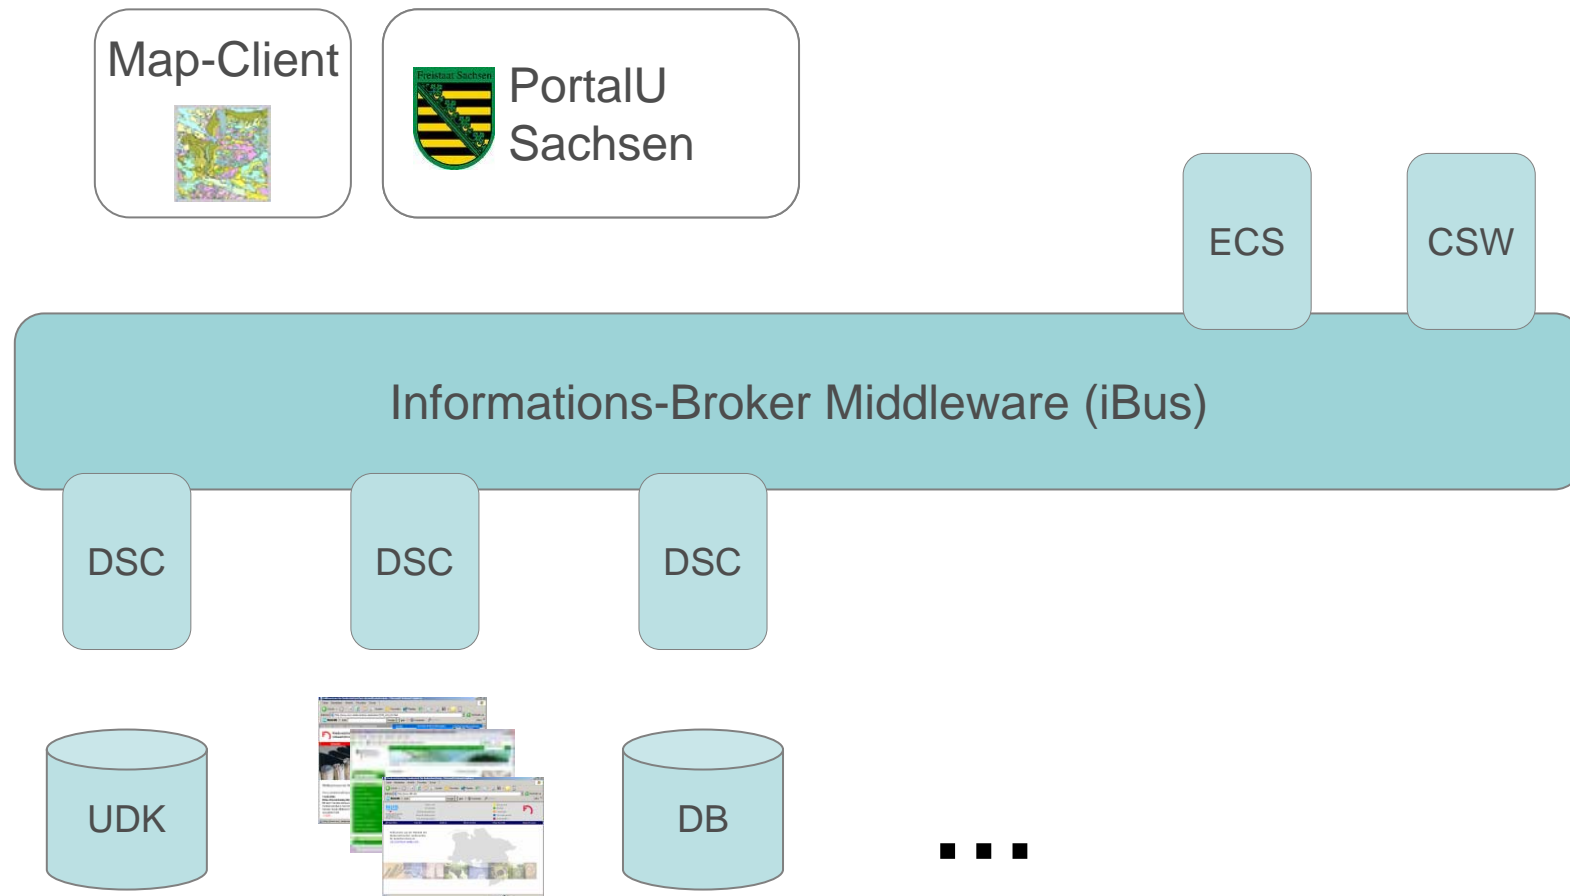 Map-Client
Freistaat Sachsen
PortalU
Sachsen
ECS
CSW
Informations-Broker Middleware (iBus)
DSC
DSC
DSC
UDK
DB
...